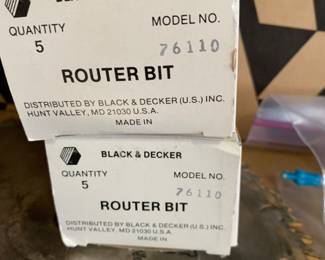 QUANTITY
MODEL NO.
5
76110
ROUTER BIT
DISTRIBUTED BY BLACK & DECKER (U.S.) INC.
HUNT VALLEY, MD 21030 U.S.A.
MADE IN
BLACK & DECKER
QUANTITY
MODEL NO.
5
76110
ROUTER BIT
DISTRIBUTED BY BLACK & DECKER (U.S.) INC.
HUNT VALLEY, MD 21030 U.S.A.
MADE IN